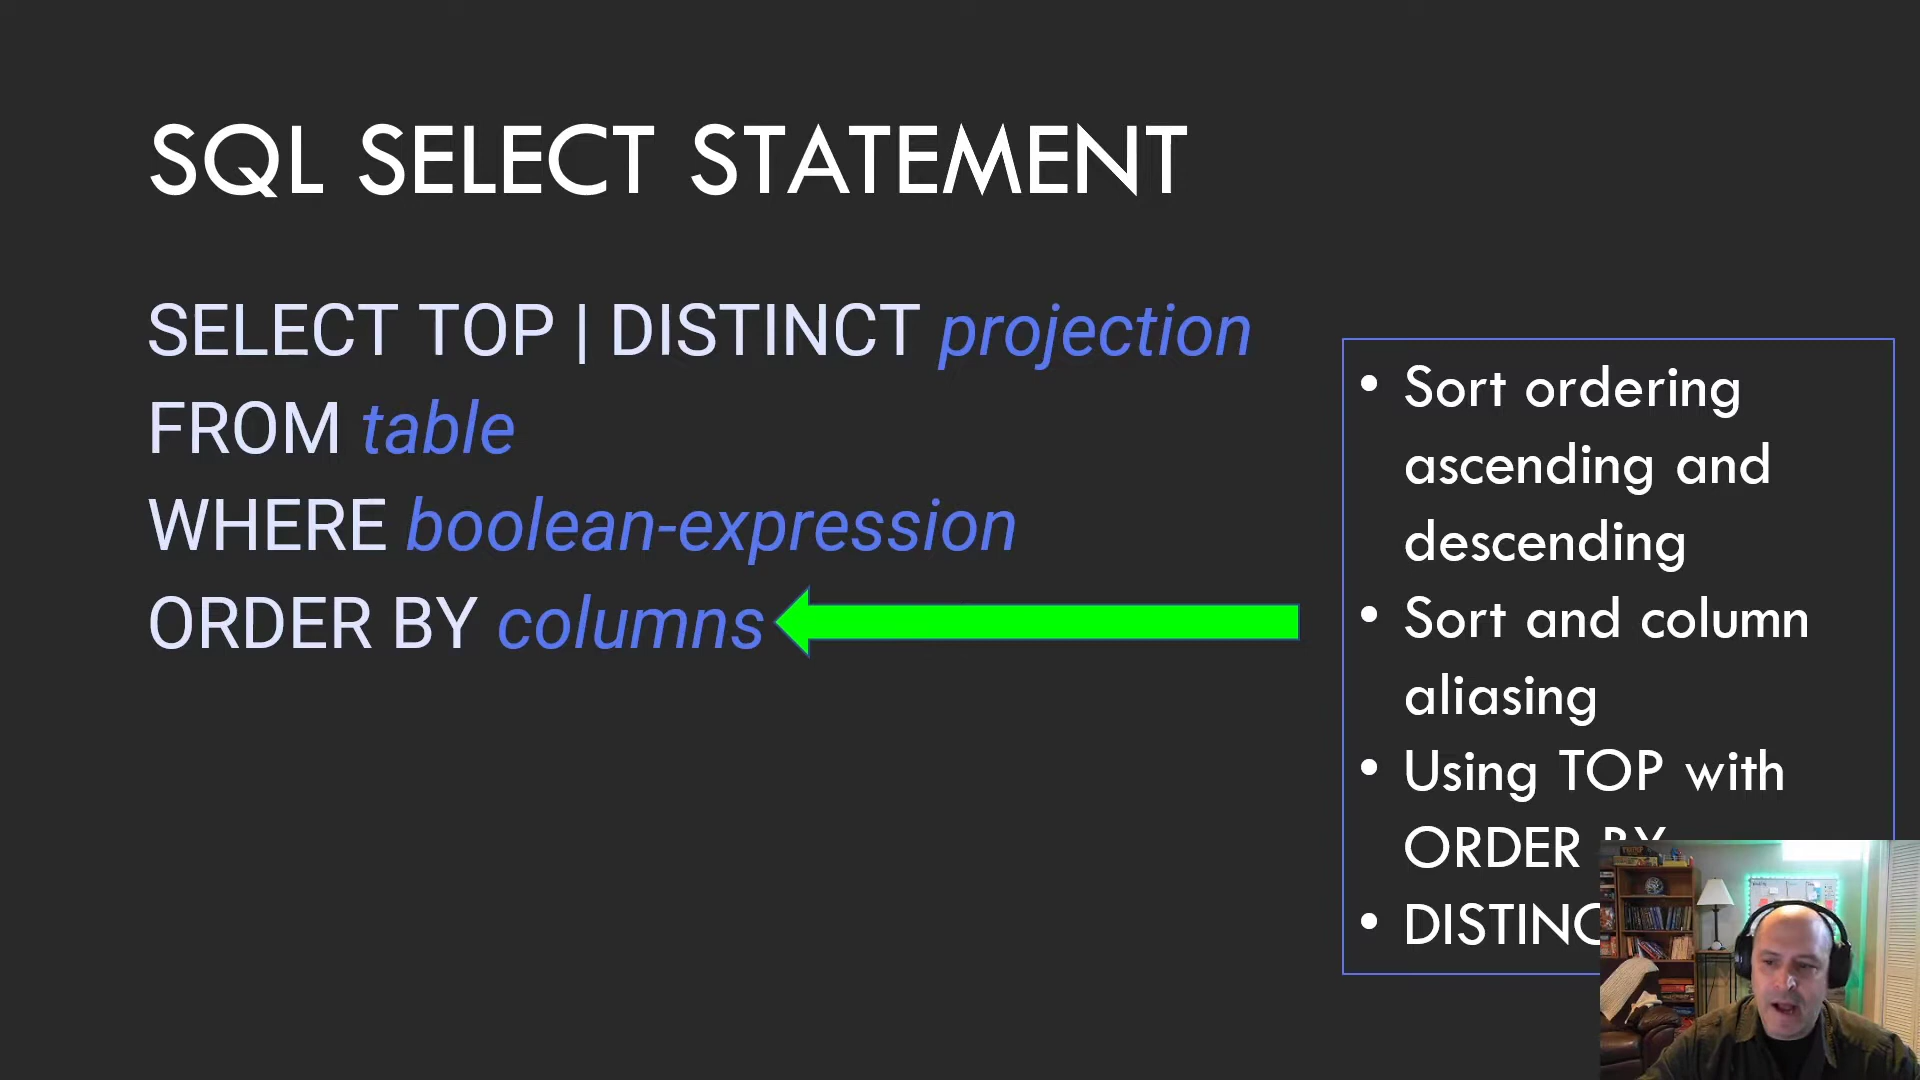 SQL SELECT STATEMENT
SELECT TOP | DISTINCT projection
FROM table
WHERE boolean-expression
ORDER BY columns
• Sort ordering
ascending and
descending
• Sort and column
aliasing
• Using TOP with
ORDER BY
•